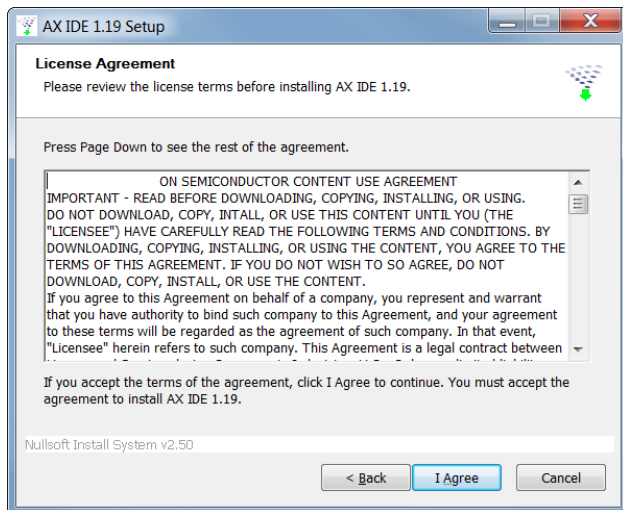 AX IDE 1.19 Setup
License Agreement
Please review the license terms before installing AX IDE 1.19.
Press Page Down to see the rest of the agreement.
ON SEMICONDUCTOR CONTENT USE AGREEMENT
IMPORTANT - READ BEFORE DOWNLOADING, COPYING, INSTALLING, OR USING.
DO NOT DOWNLOAD, COPY, INTALL, OR USE THIS CONTENT UNTIL YOU (THE
"LICENSEE") HAVE CAREFULLY READ THE FOLLOWING TERMS AND CONDITIONS. BY
DOWNLOADING, COPYING, INSTALLING, OR USING THE CONTENT, YOU AGREE TO THE
TERMS OF THIS AGREEMENT. IF YOU DO NOT WISH TO SO AGREE, DO NOT
DOWNLOAD, COPY, INSTALL, OR USE THE CONTENT.
If you agree to this Agreement on behalf of a company, you represent and warrant
that you have authority to bind such company to this Agreement, and your agreement
to these terms will be regarded as the agreement of such company. In that event,
"Licensee" herein refers to such company. This Agreement is a legal contract between
If you accept the terms of the agreement, click I Agree to continue. You must accept the
agreement to install AX IDE 1.19.
Nullsoft Install System v2.50
< Back
I Agree
Cancel